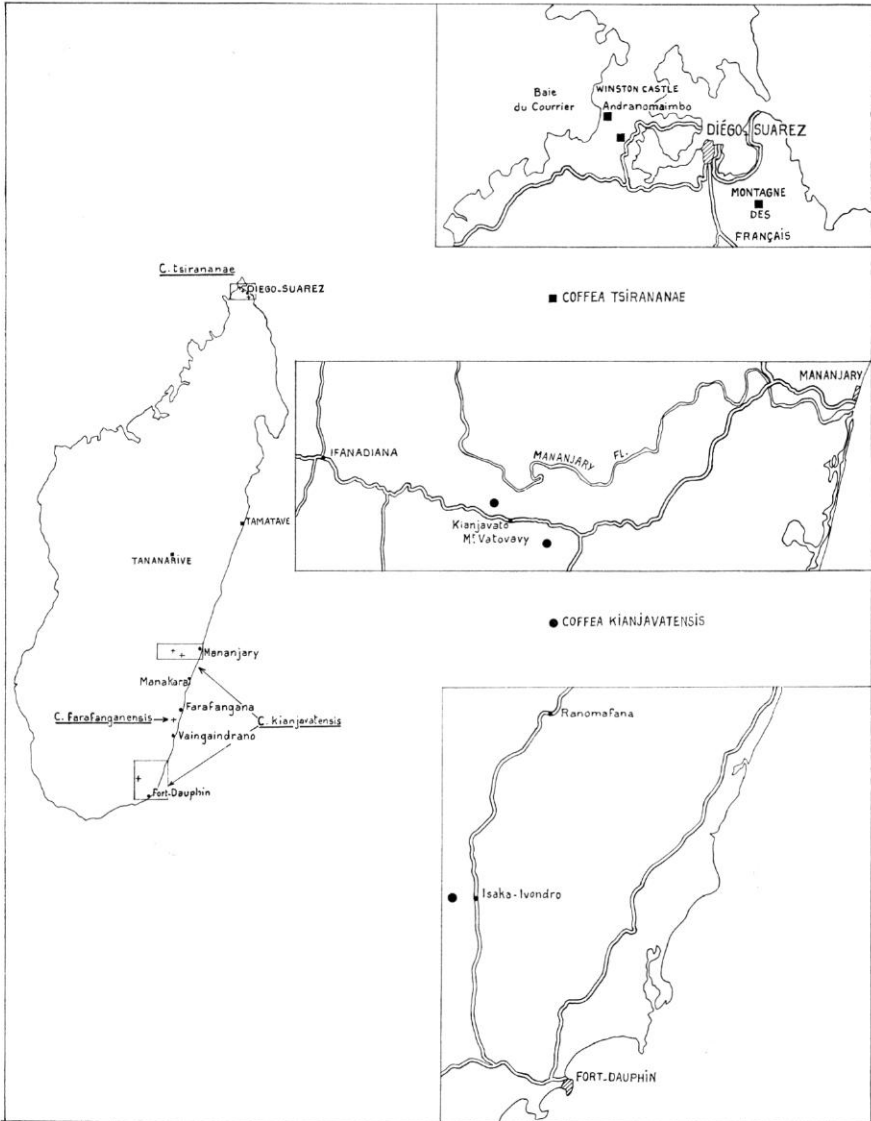 Baie
du Courrier
WINSTON CASTLE
Andranomaimbo
DIÉGO-SUAREZ
MONTAGNE
DES
FRANÇAIS
C. tsirananae
DIEGO-SUAREZ
COFFEA TSIRANANAE
MANANJARY
IFANADIANA
MANANJARY FL.
Kianjavato
Mt Vatovavy
TAMATAVE
TANANARIVE
COFFEA KIANJAVATENSIS
Mananjary
Manakara
Farafangana
C. Farafanganensis
C. kianjavatensis
Vaingaindrano
Fort-Dauphin
Ranomafana
Isaka-Ivondro
FORT-DAUPHIN